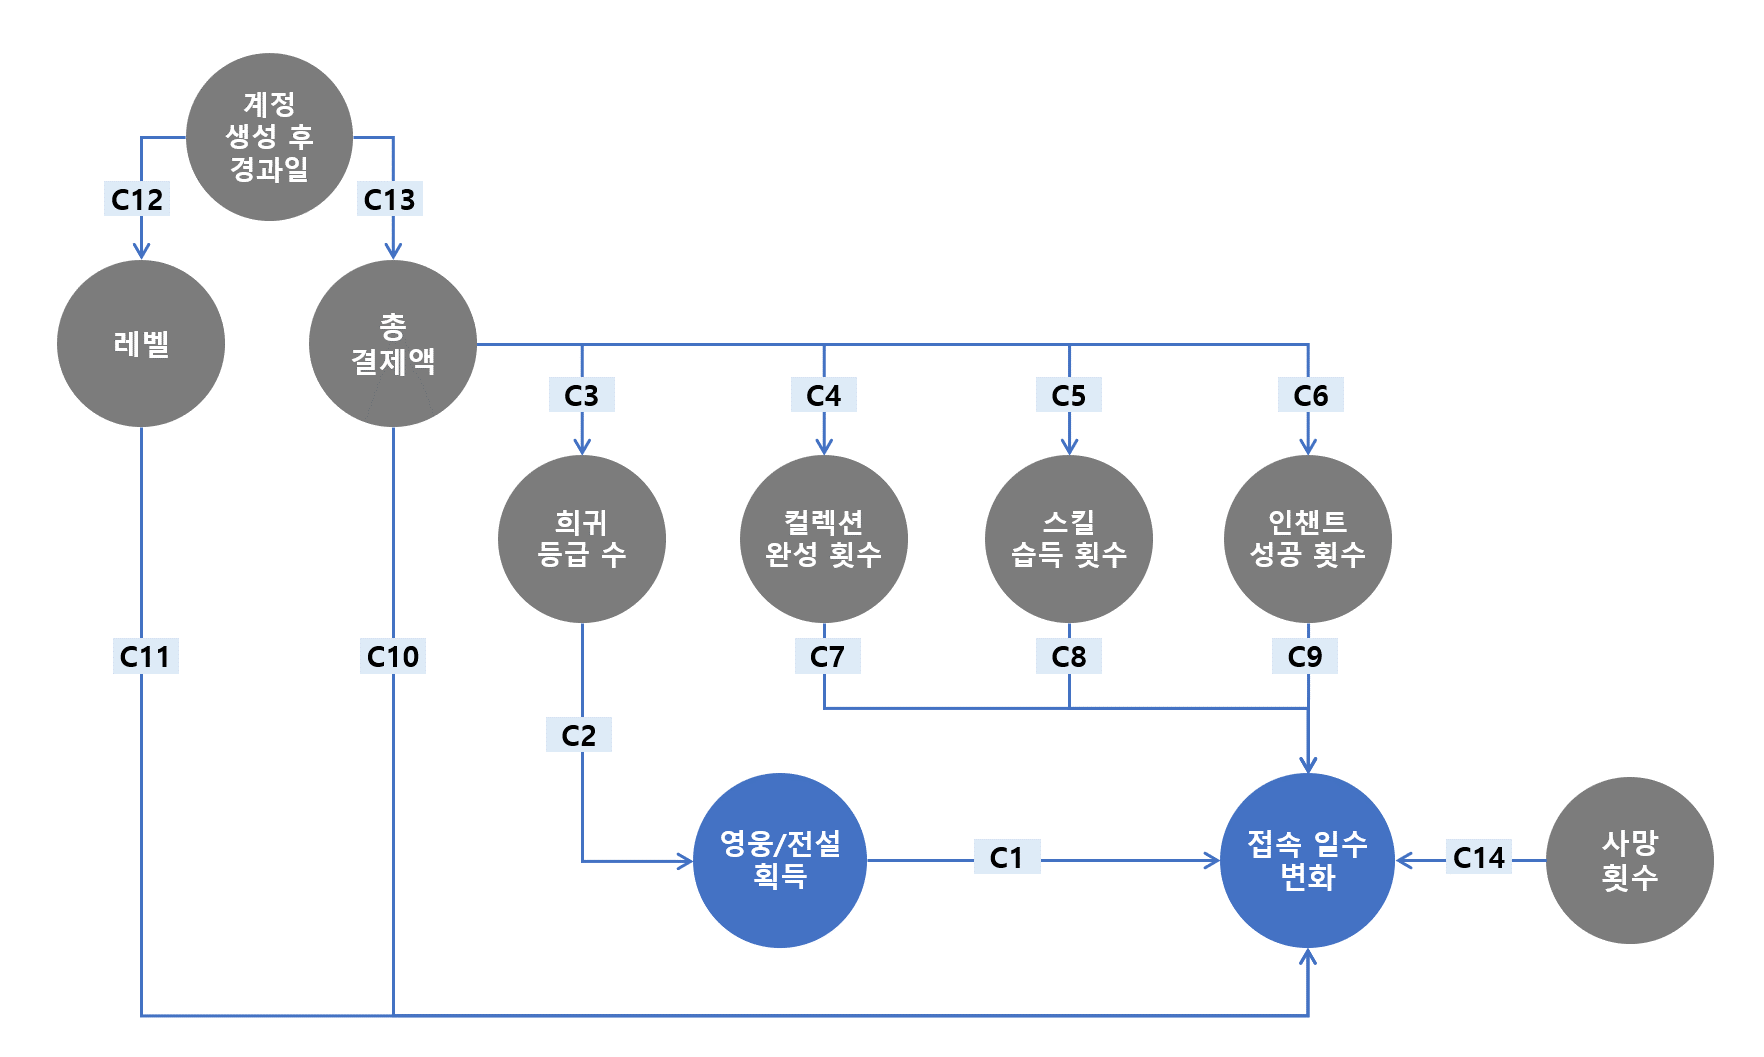 계정
생성 후
경과일
C12
C13
레벨
총
결제액
C3
C4
C5
C6
희귀
등급 수
컬렉션
완성 횟수
스킬
습득 횟수
인챈트
성공 횟수
C11
C10
C7
C8
C9
C2
영웅/전설
획득
C1
접속 일수
변화
C14
사망
횟수